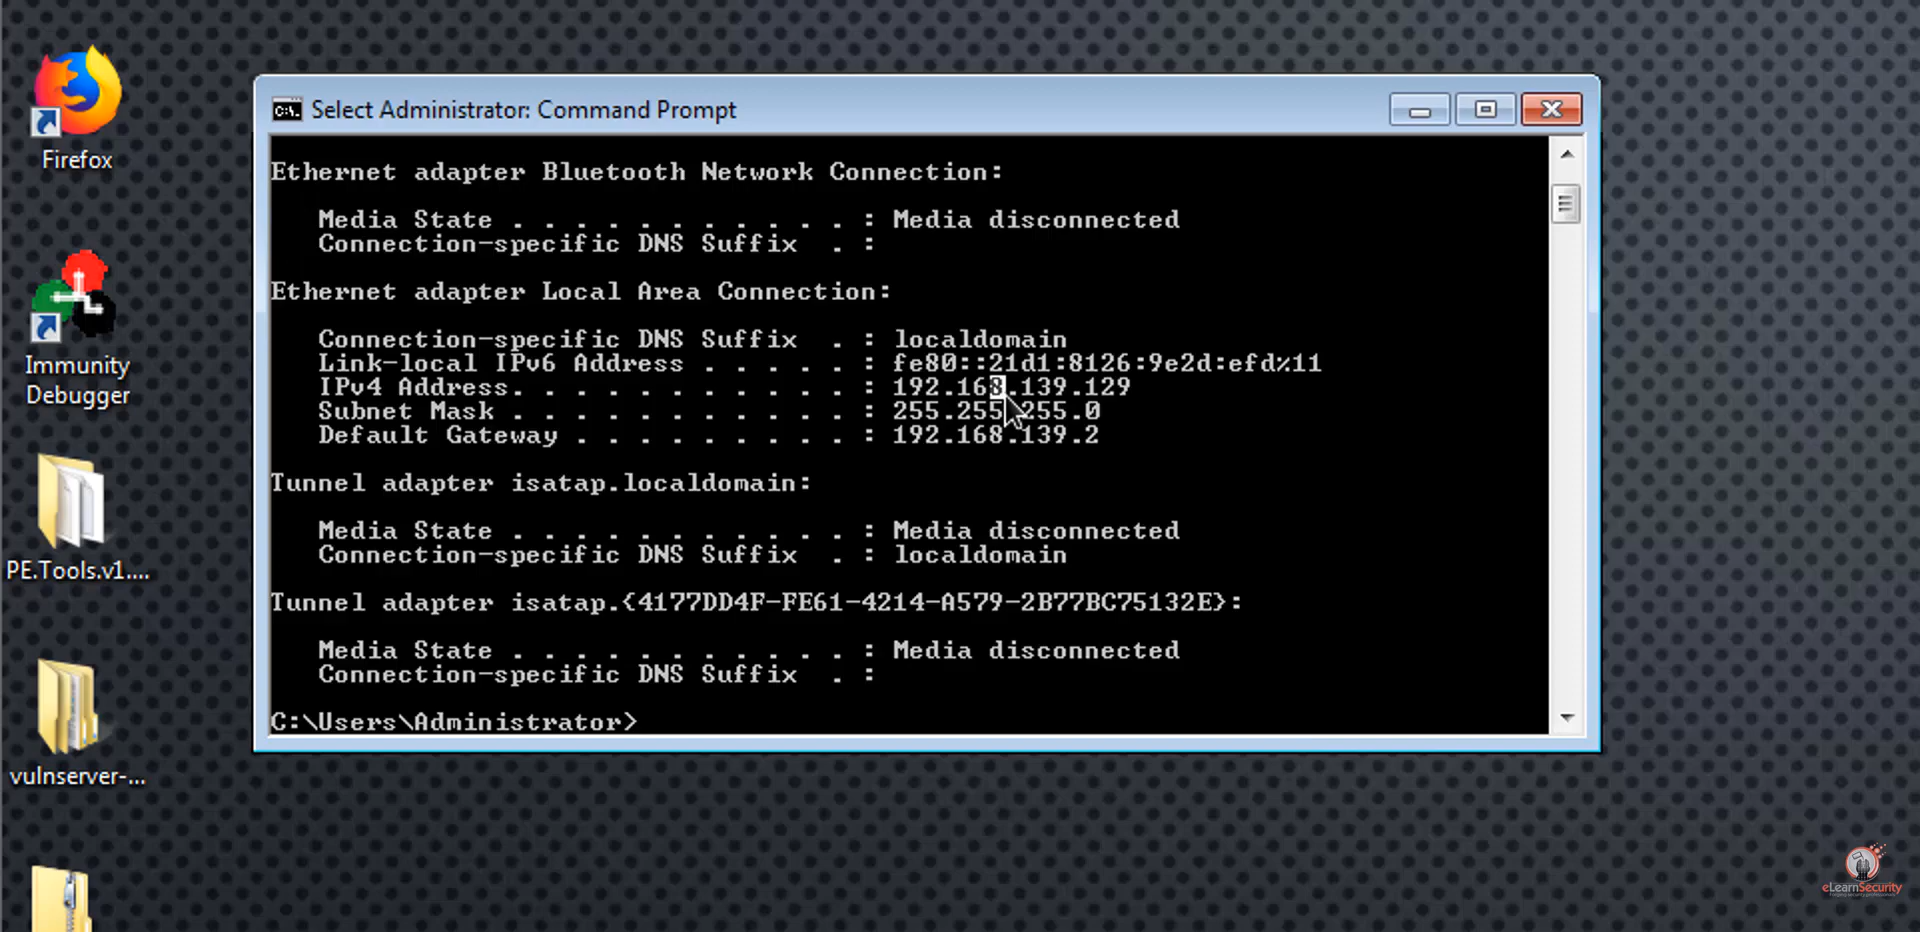 Firefox
Immunity
Debugger
PE.Tools.v1....
vulnserver-...
Select Administrator: Command Prompt
Ethernet adapter Bluetooth Network Connection:
Media State . . . . . . . . . . . : Media disconnected
Connection-specific DNS Suffix  . :
Ethernet adapter Local Area Connection:
Connection-specific DNS Suffix  . : localdomain
Link-local IPv6 Address . . . . . : fe80::21d1:8126:9e2d:efd%11
IPv4 Address. . . . . . . . . . . : 192.168.139.129
Subnet Mask . . . . . . . . . . . : 255.255.255.0
Default Gateway . . . . . . . . . : 192.168.139.2
Tunnel adapter isatap.localdomain:
Media State . . . . . . . . . . . : Media disconnected
Connection-specific DNS Suffix  . : localdomain
Tunnel adapter isatap.{4177DD4F-FE61-4214-A579-2B77BC75132E}:
Media State . . . . . . . . . . . : Media disconnected
Connection-specific DNS Suffix  . :
C:\Users\Administrator>
eLearnSecurity